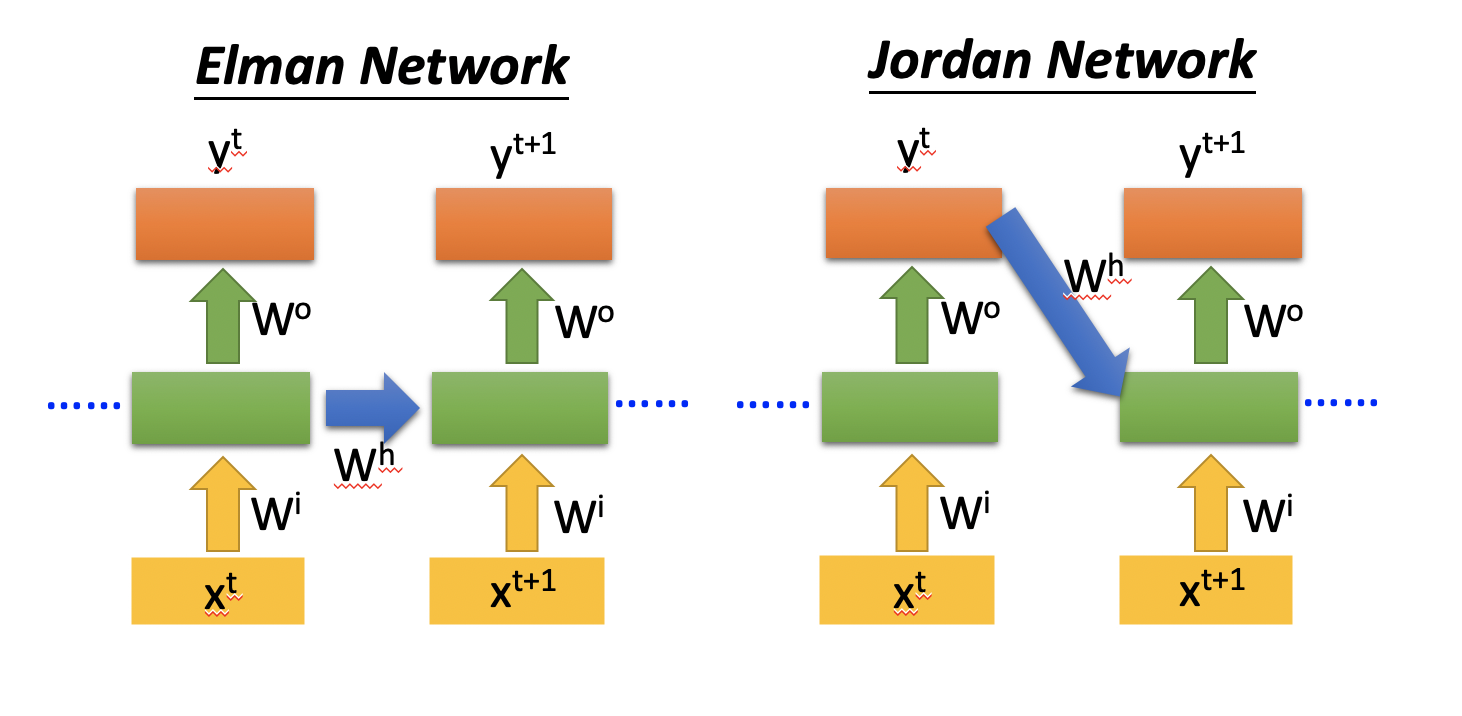 Elman Network
y^t
y^t+1
W^o
W^o
W^h
W^i
W^i
x^t
x^t+1
Jordan Network
y^t
y^t+1
W^h
W^o
W^o
W^i
W^i
x^t
x^t+1